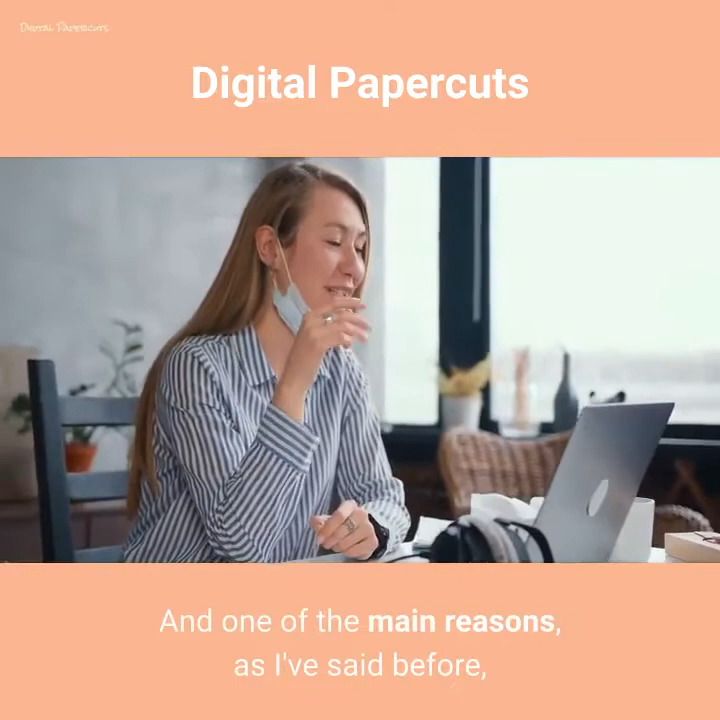 Digital Papercuts
Digital Papercuts
And one of the main reasons,
as I've said before,